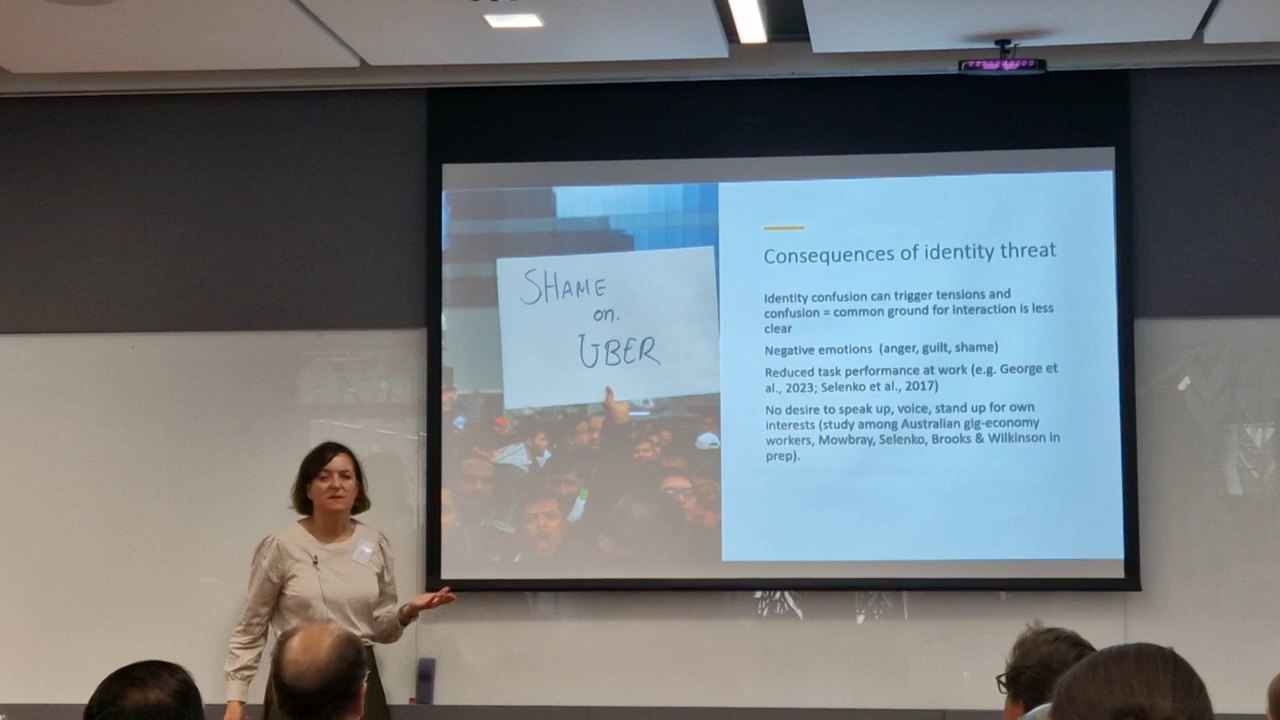 SHAME
on.
UBER
Consequences of identity threat
Identity confusion can trigger tensions and
confusion = common ground for interaction is less
clear
Negative emotions (anger, guilt, shame)
Reduced task performance at work (e.g. George et
al., 2023; Selenko et al., 2017)
No desire to speak up, voice, stand up for own
interests (study among Australian gig-economy
workers, Mowbray, Selenko, Brooks & Wilkinson in
prep).